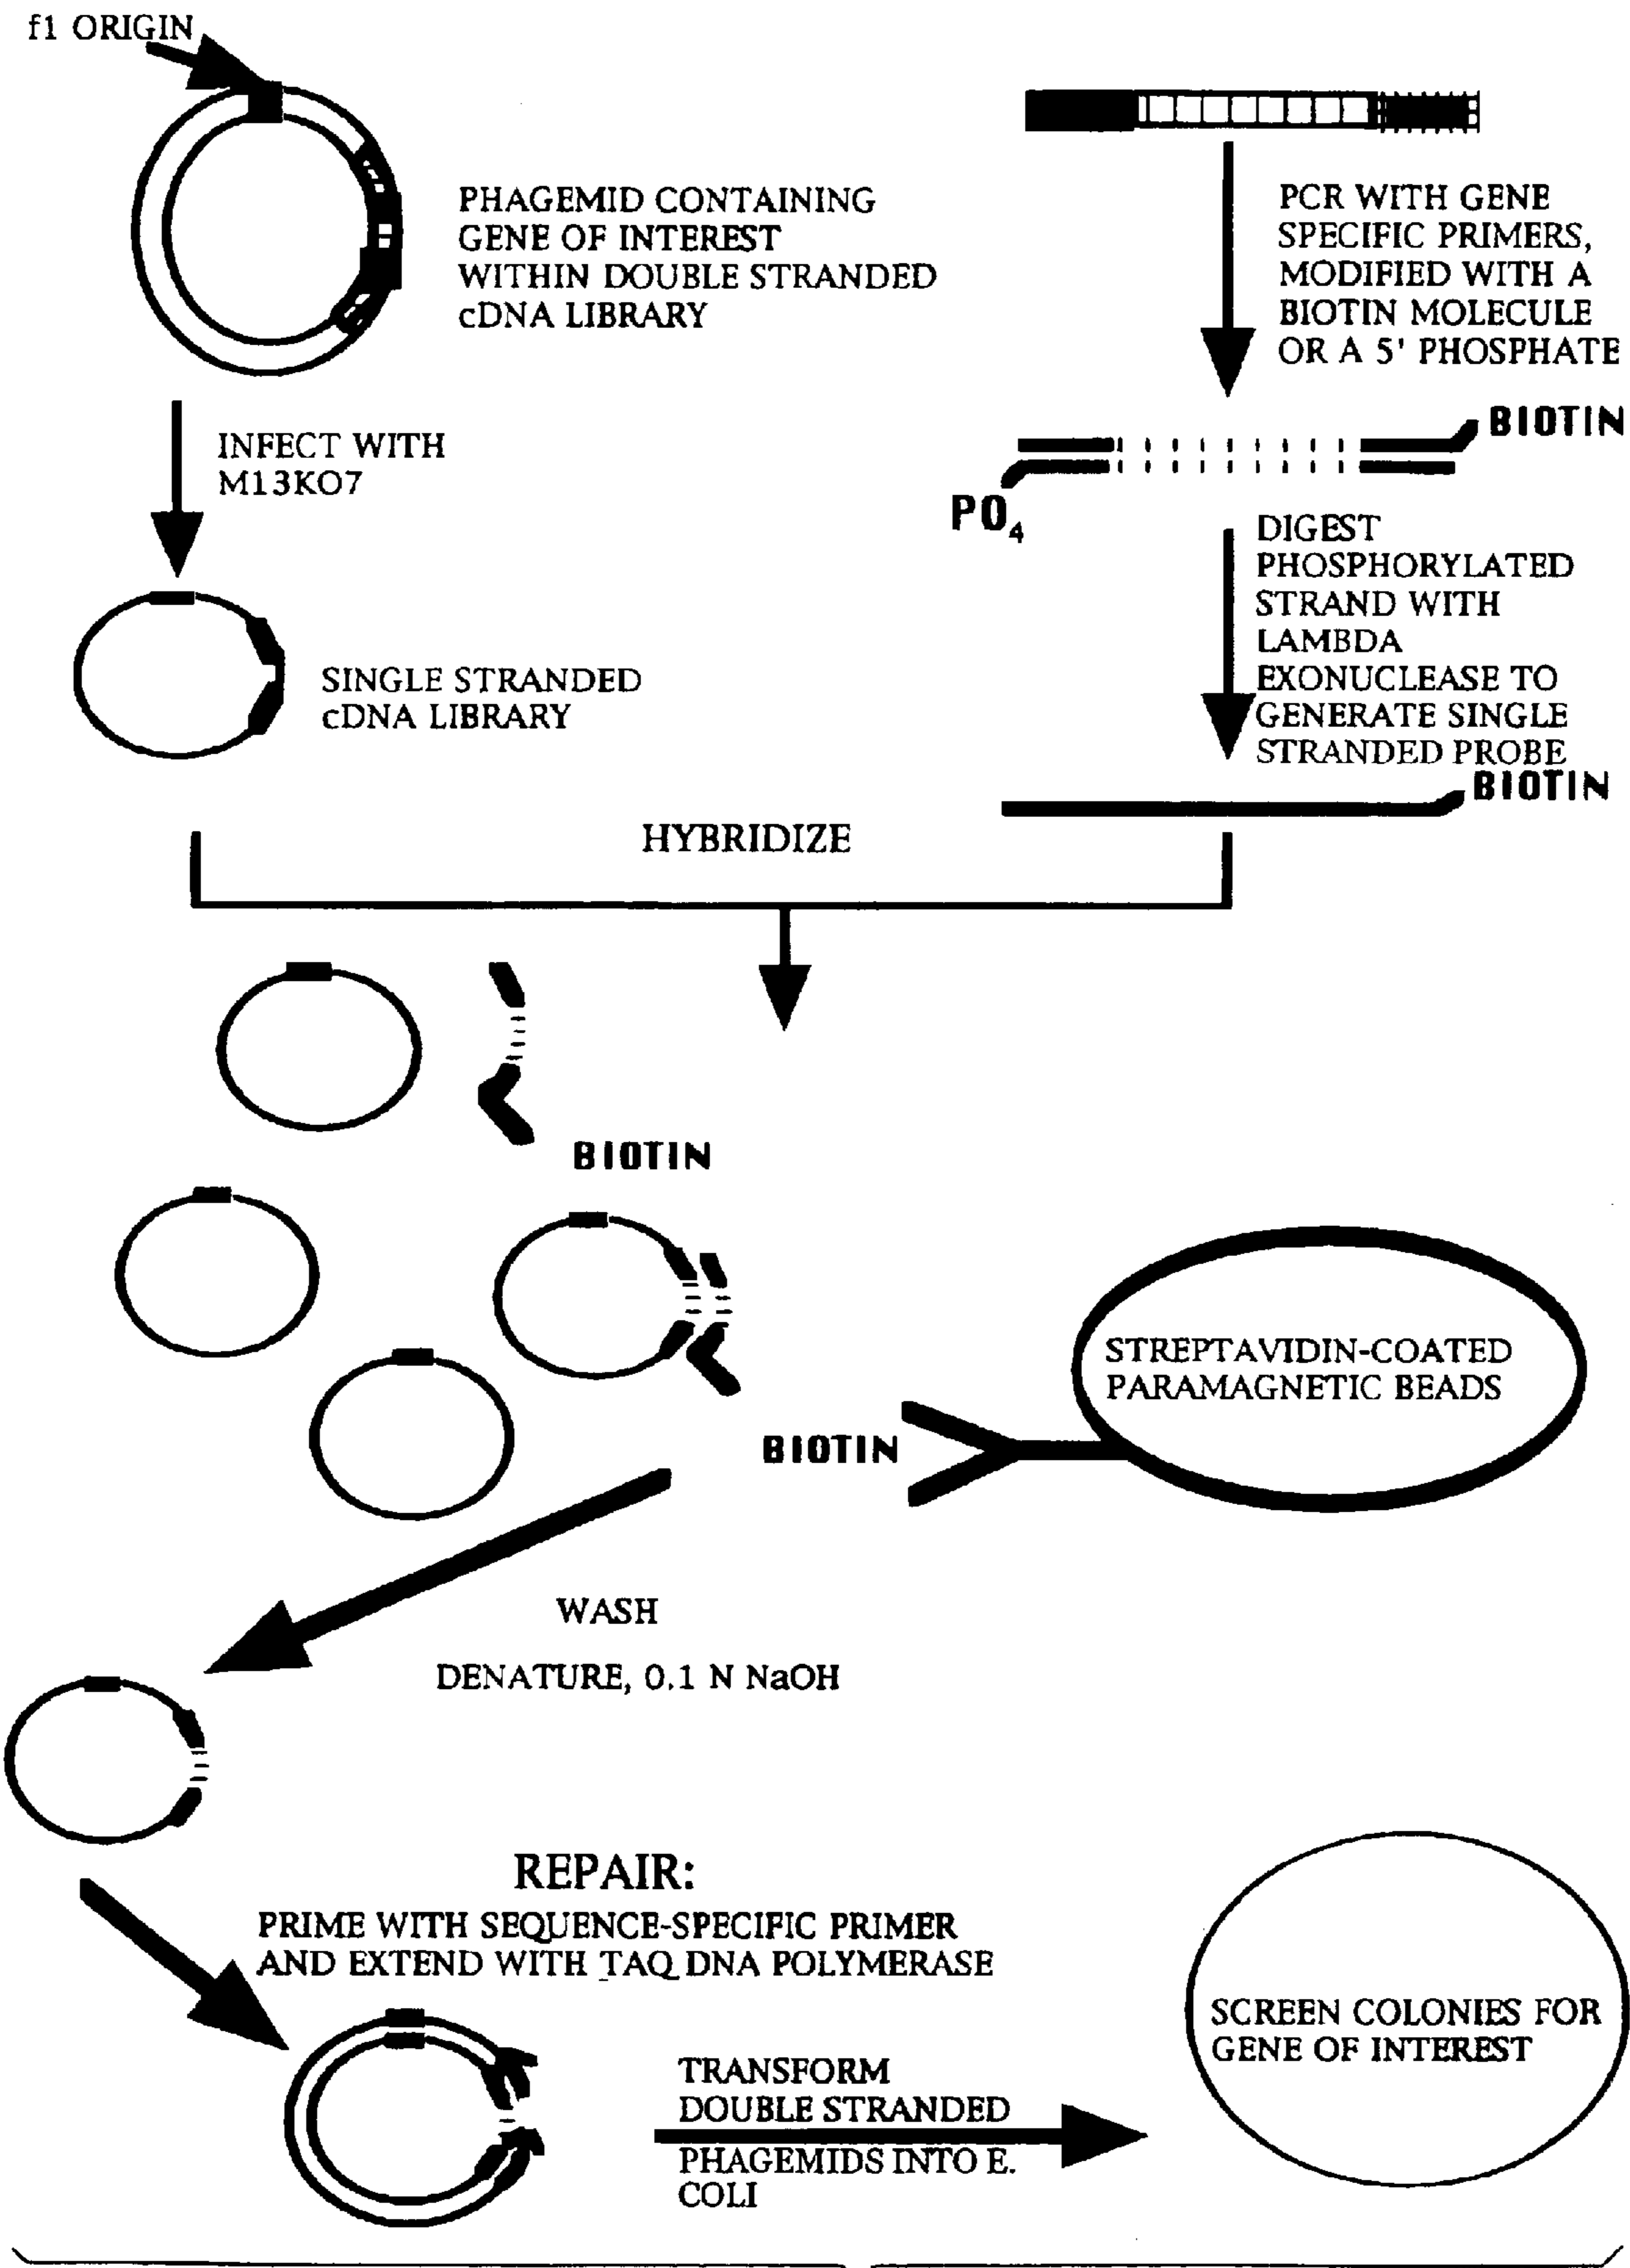 f1 ORIGIN
PHAGEMID CONTAINING
GENE OF INTEREST
WITHIN DOUBLE STRANDED
cDNA LIBRARY
INFECT WITH
M13KO7
SINGLE STRANDED
cDNA LIBRARY
PCR WITH GENE
SPECIFIC PRIMERS,
MODIFIED WITH A
BIOTIN MOLECULE
OR A 5' PHOSPHATE
BIOTIN
PO4
DIGEST
PHOSPHORYLATED
STRAND WITH
LAMBDA
EXONUCLEASE TO
GENERATE SINGLE
STRANDED PROBE
BIOTIN
HYBRIDIZE
BIOTIN
STREPTAVIDIN-COATED
PARAMAGNETIC BEADS
BIOTIN
WASH
DENATURE, 0.1 N NaOH
REPAIR:
PRIME WITH SEQUENCE-SPECIFIC PRIMER
AND EXTEND WITH TAQ DNA POLYMERASE
TRANSFORM
DOUBLE STRANDED
PHAGEMIDS INTO E.
COLI
SCREEN COLONIES FOR
GENE OF INTEREST